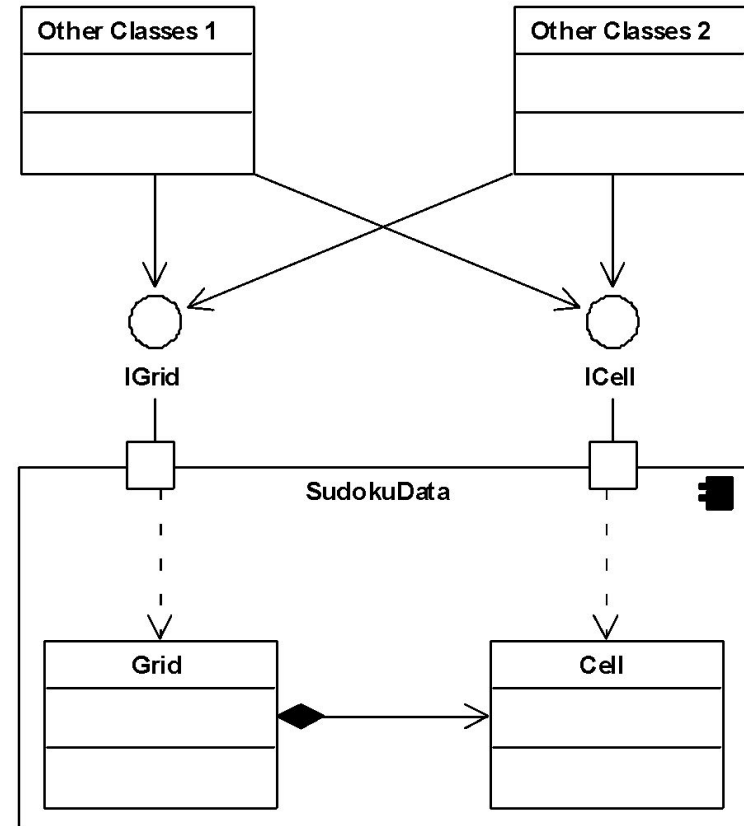 Other Classes 1
Other Classes 2
IGrid
ICell
SudokuData
Grid
Cell